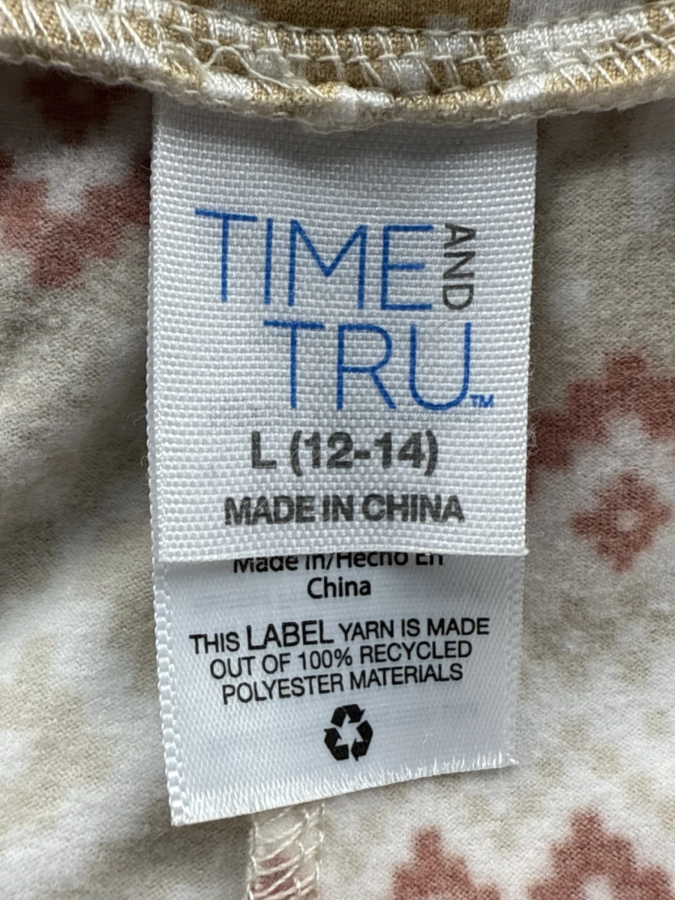 TIME AND
TRU™
L (12-14)
MADE IN CHINA
Made in/Hecho En
China
THIS LABEL YARN IS MADE
OUT OF 100% RECYCLED
POLYESTER MATERIALS